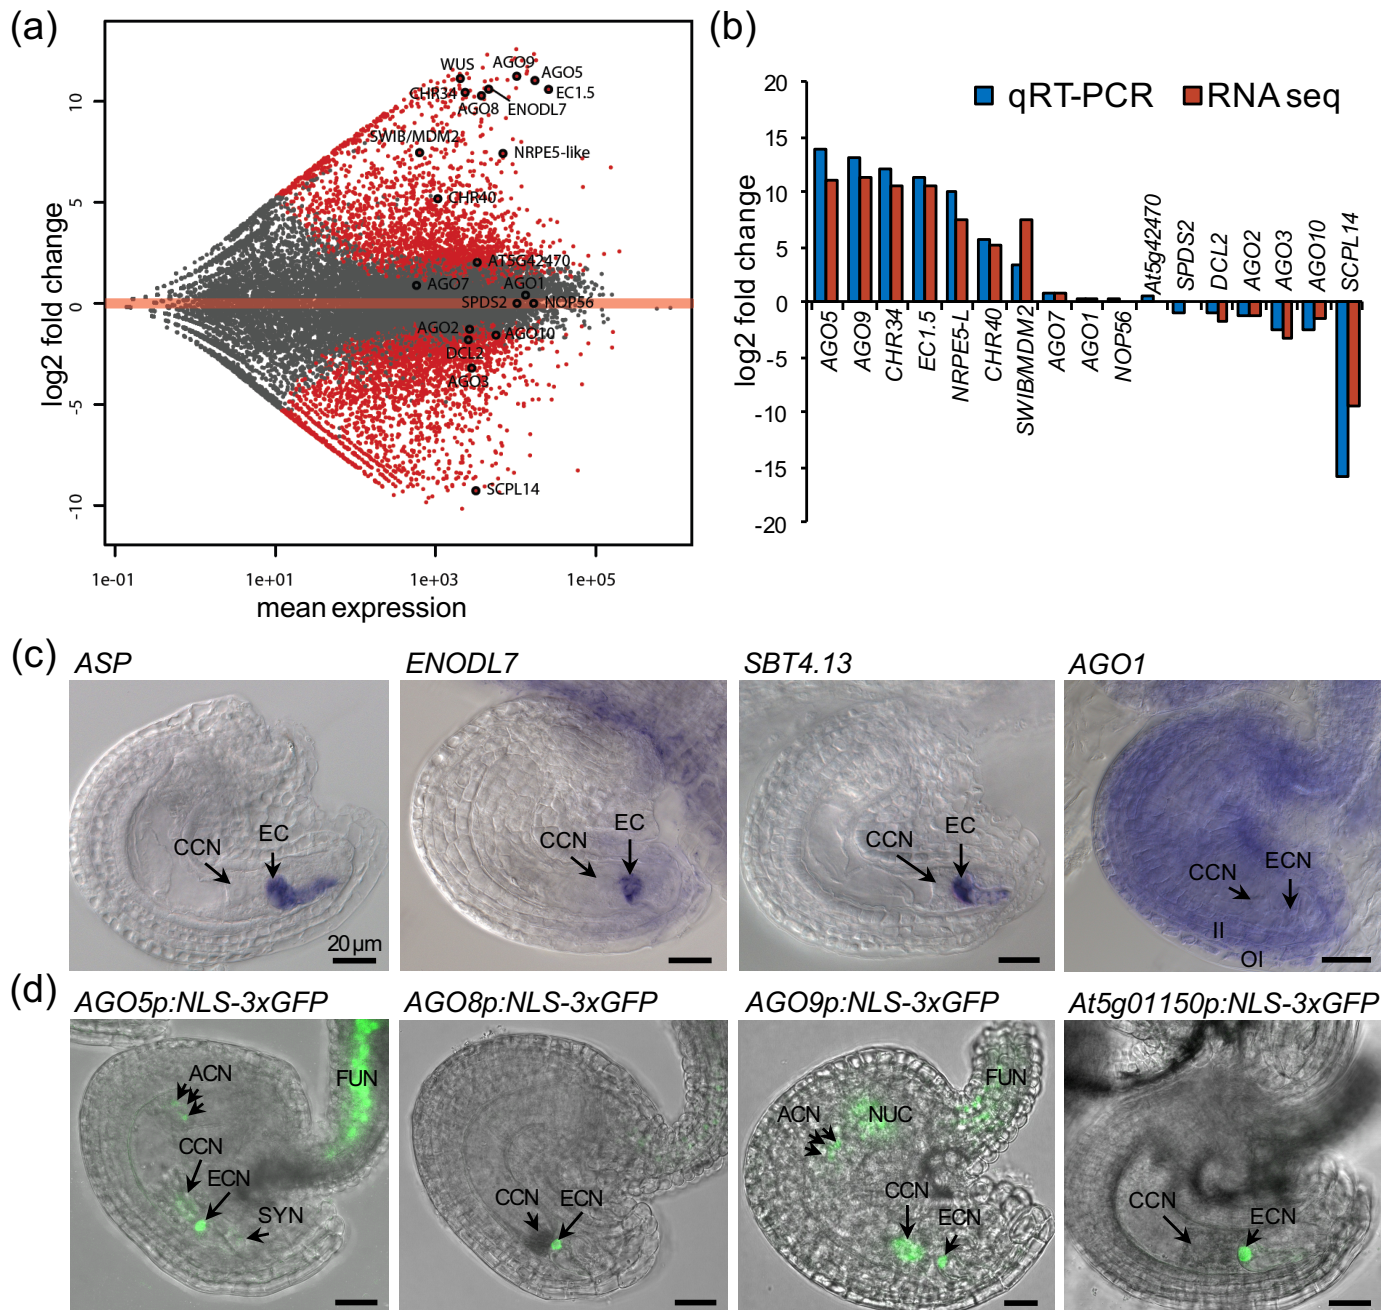 (a)
log2 fold change
10
5
0
-5
-10
WUS
AGO9
AGO5
CHR34
EC1.5
AGO8
ENODL7
SWIB/MDM2
NRPE5-like
CHR40
AT5G42470
AGO7
AGO1
SPDS2
NOP56
AGO2
AGO10
DCL2
AGO3
SCPL14
1e-01
1e+01
1e+03
1e+05
mean expression
(b)
log2 fold change
20
15
10
5
0
-5
-10
-15
-20
qRT-PCR
RNA seq
AGO5
AGO9
CHR34
EC1.5
NRPE5-L
CHR40
SWIB/MDM2
AGO7
AGO1
NOP56
At5g42470
SPDS2
DCL2
AGO2
AGO3
AGO10
SCPL14
(c)
ASP
ENODL7
SBT4.13
AGO1
CCN
EC
20 µm
CCN
EC
CCN
EC
CCN
ECN
II
OI
(d)
AGO5p:NLS-3xGFP
AGO8p:NLS-3xGFP
AGO9p:NLS-3xGFP
At5g01150p:NLS-3xGFP
ACN
FUN
CCN
ECN
SYN
CCN
ECN
FUN
ACN
NUC
CCN
ECN
CCN
ECN